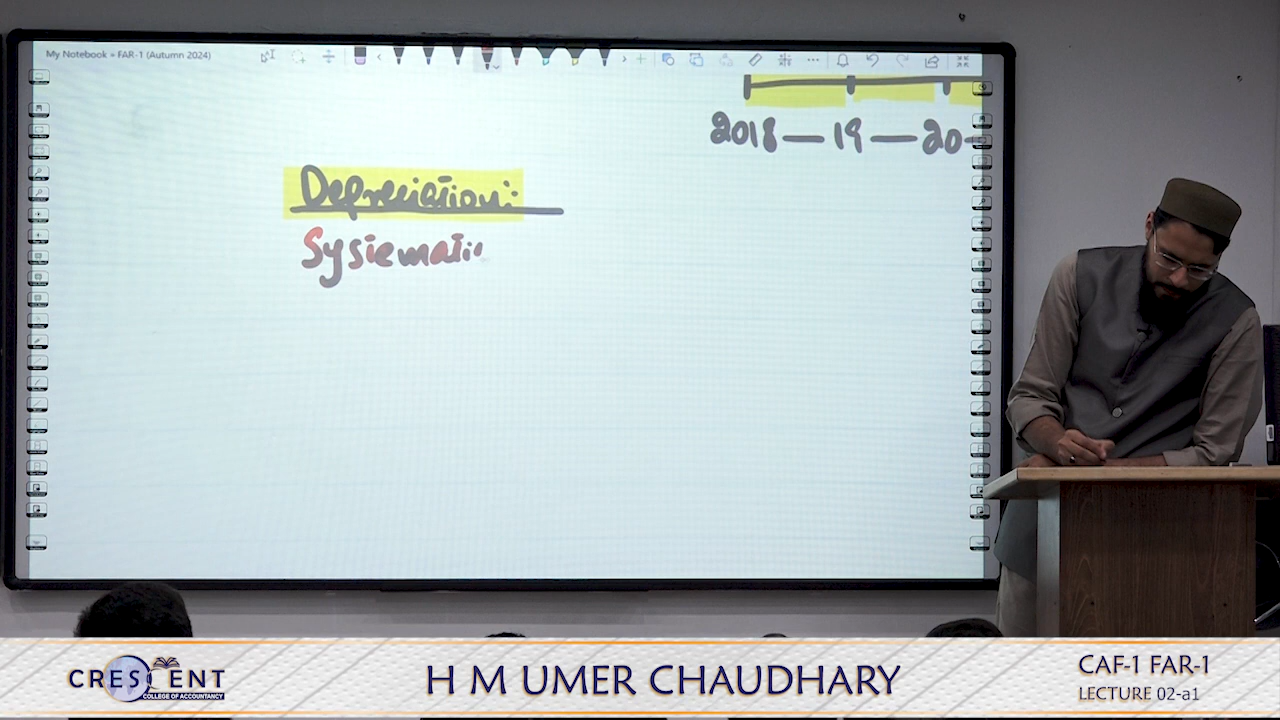 My Notebook » FAR-1 (Autumn 2024)
2018 — 19 — 20 -
Depreciation:
Systematic
CRESCENT
COLLEGE OF ACCOUNTANCY
H M UMER CHAUDHARY
CAF-1 FAR-1
LECTURE 02-a1